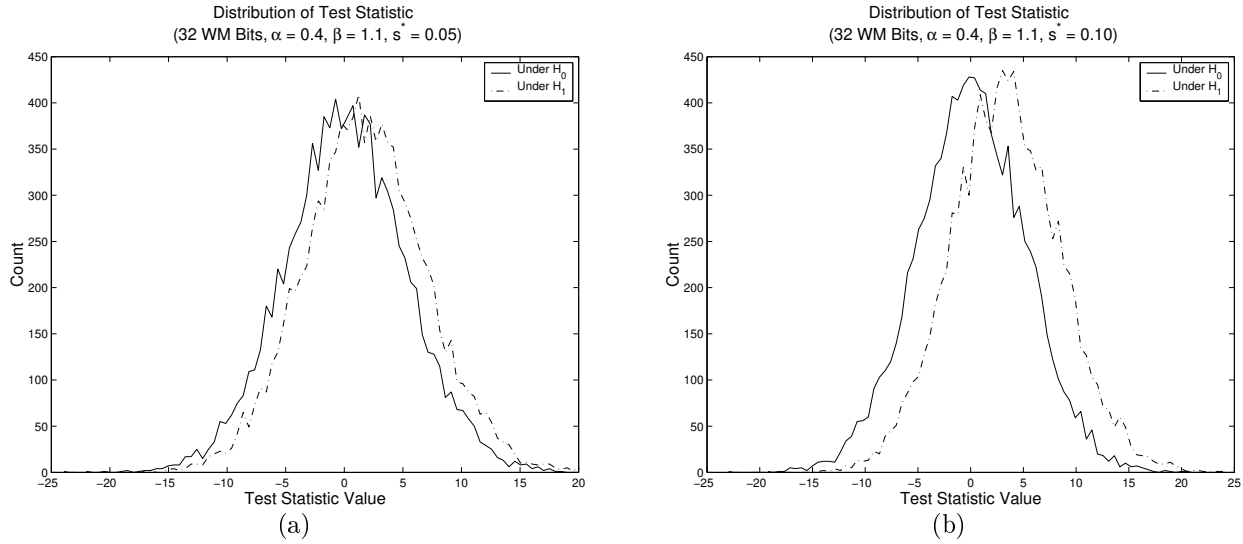 Distribution of Test Statistic
(32 WM Bits, α = 0.4, β = 1.1, s* = 0.05)
450
400
350
300
250
200
150
100
50
0
Count
Under H0
Under H1
−25
−20
−15
−10
−5
0
5
10
15
20
Test Statistic Value
(a)
Distribution of Test Statistic
(32 WM Bits, α = 0.4, β = 1.1, s* = 0.10)
450
400
350
300
250
200
150
100
50
0
Count
Under H0
Under H1
−25
−20
−15
−10
−5
0
5
10
15
20
25
Test Statistic Value
(b)